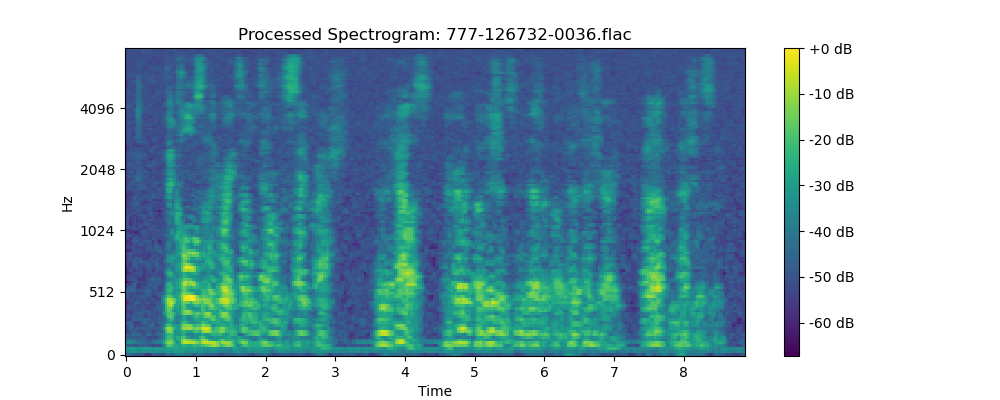 Processed Spectrogram: 777-126732-0036.flac
Hz
4096
2048
1024
512
0
0 1 2 3 4 5 6 7 8
Time
+0 dB
-10 dB
-20 dB
-30 dB
-40 dB
-50 dB
-60 dB